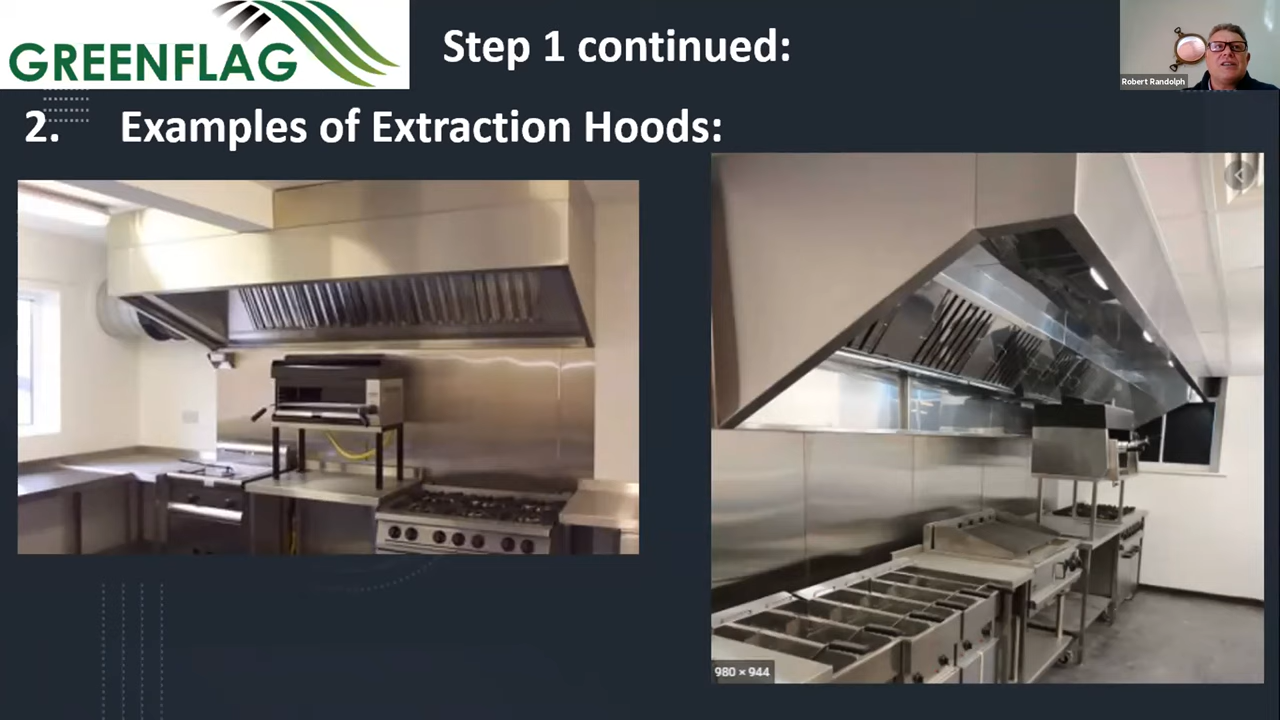 GREENFLAG
Step 1 continued:
Robert Randolph
2. Examples of Extraction Hoods:
980 × 944